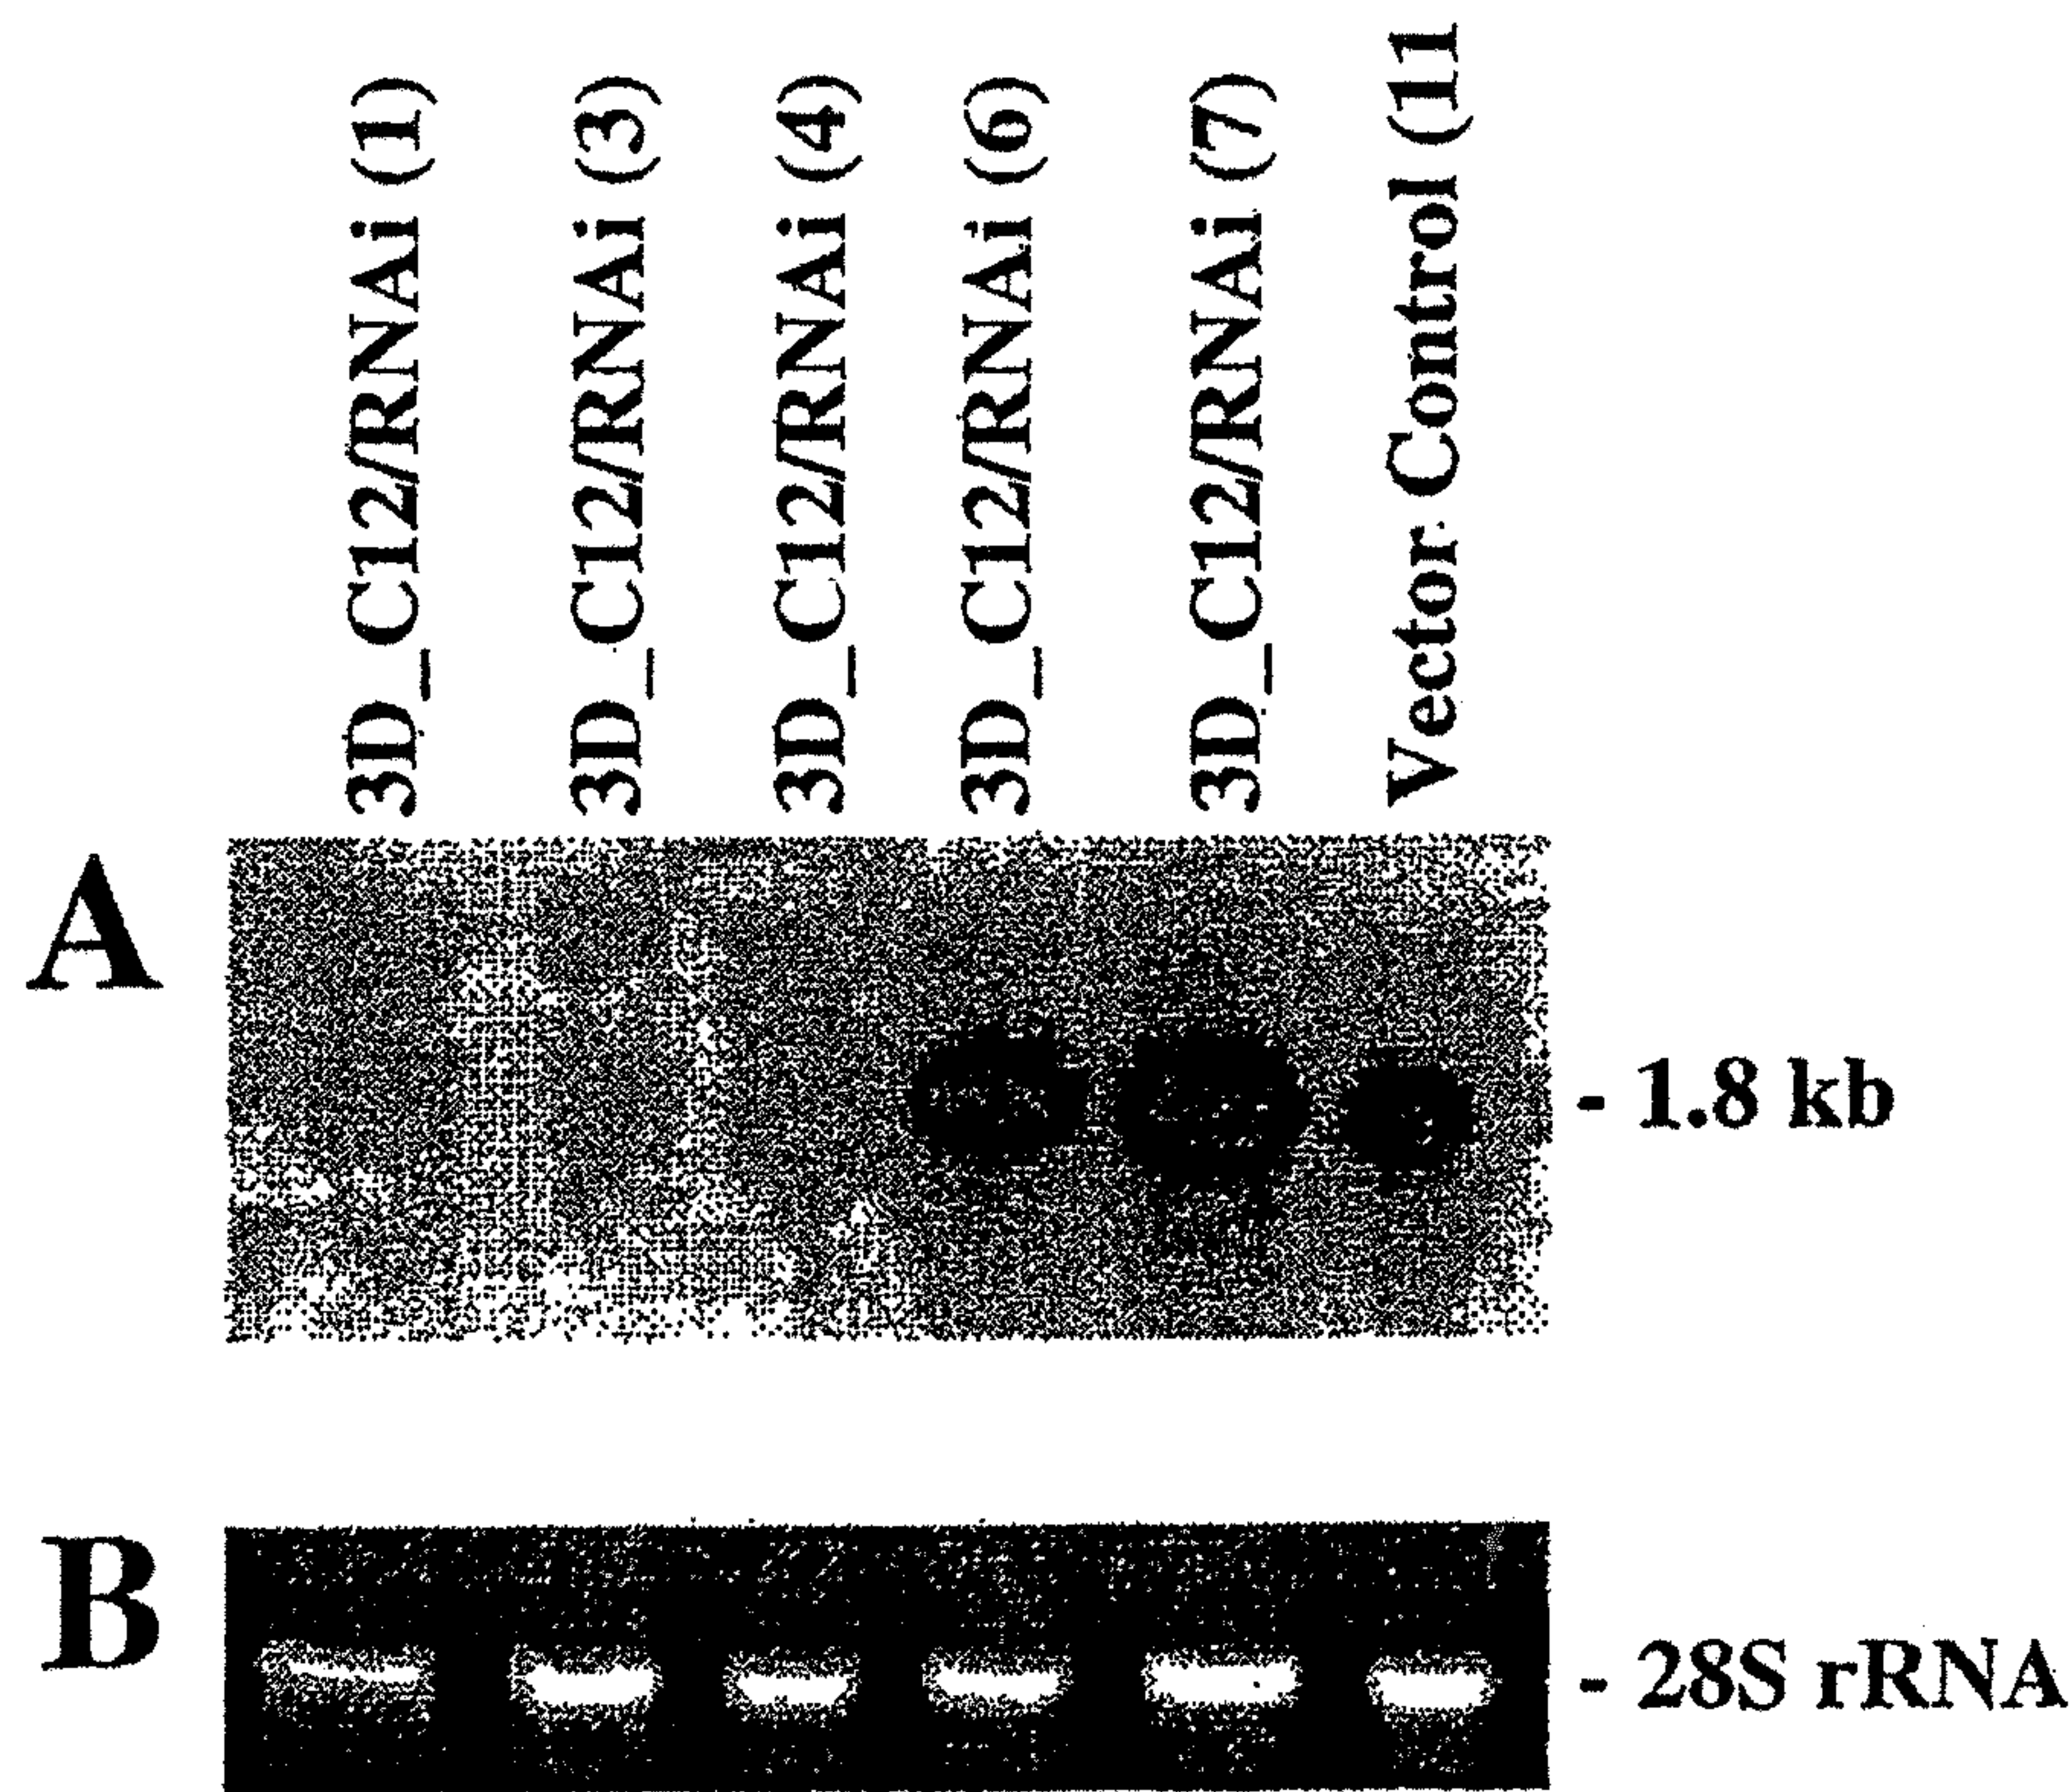 3D_C12/RNAi (1)
3D_C12/RNAi (3)
3D_C12/RNAi (4)
3D_C12/RNAi (6)
3D_C12/RNAi (7)
Vector Control (11
A
- 1.8 kb
B
- 28S rRNA